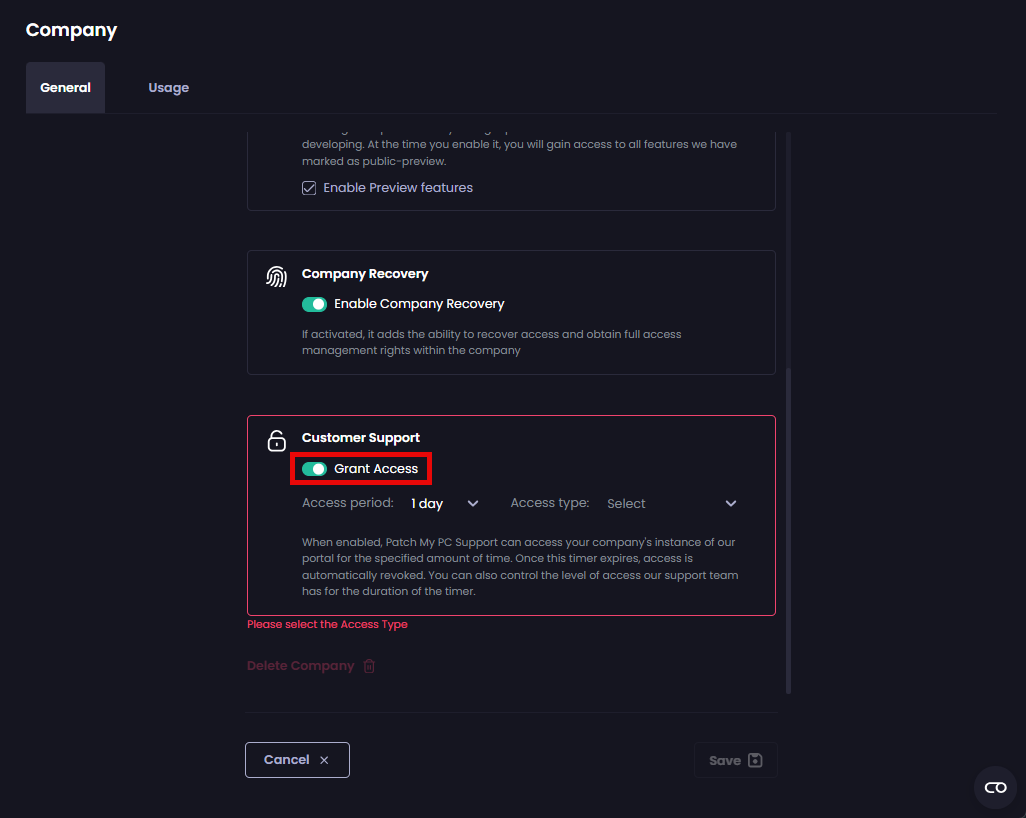 Company
General
Usage
developing. At the time you enable it, you will gain access to all features we have
marked as public-preview.
Enable Preview features
Company Recovery
Enable Company Recovery
If activated, it adds the ability to recover access and obtain full access
management rights within the company
Customer Support
Grant Access
Access period: 1 day Access type: Select
When enabled, Patch My PC Support can access your company's instance of our
portal for the specified amount of time. Once this timer expires, access is
automatically revoked. You can also control the level of access our support team
has for the duration of the timer.
Please select the Access Type
Delete Company
Cancel
Save